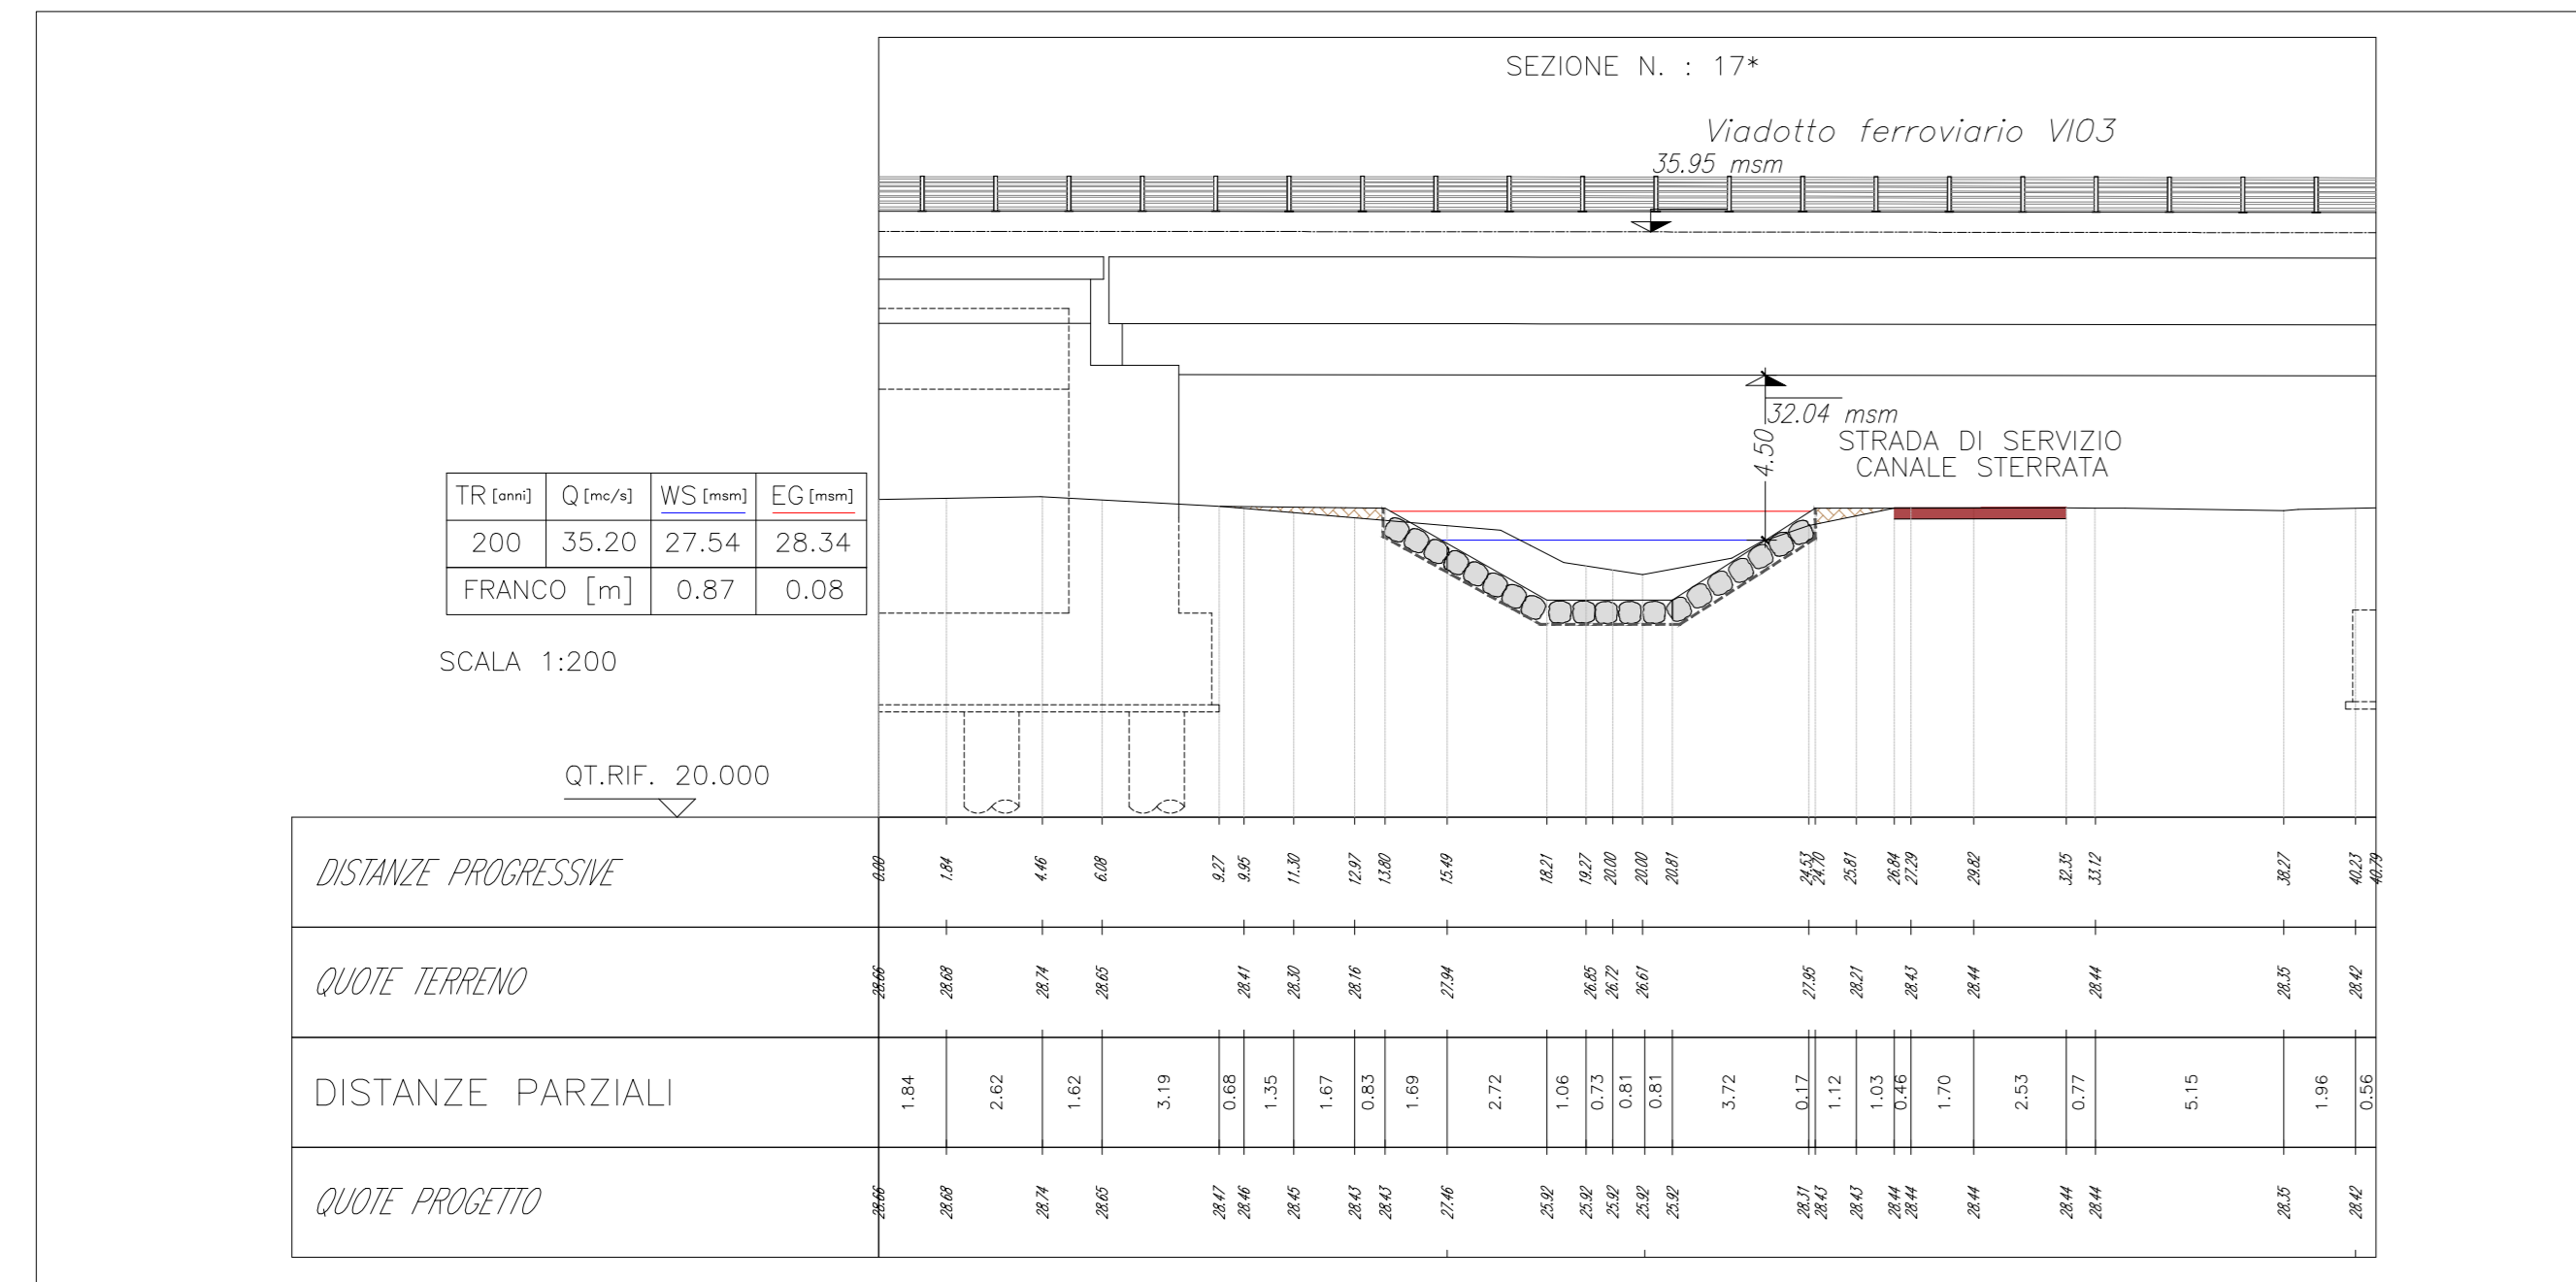 SEZIONE N. : 17*
Viadotto ferroviario VI03
35.95 msm
32.04 msm
4.50
STRADA DI SERVIZIO
CANALE STERRATA
TR [anni] Q [mc/s] WS [msm] EG [msm]
200 35.20 27.54 28.34
FRANCO [m] 0.87 0.08
SCALA 1:200
QT.RIF. 20.000
DISTANZE PROGRESSIVE 0.00 1.84 4.46 6.08 9.27 9.95 11.30 12.97 13.80 15.49 18.21 19.27 20.00 20.00 20.81 24.53 24.70 25.81 26.84 27.29 29.82 32.35 33.12 38.27 40.23 40.79
QUOTE TERRENO 28.66 28.68 28.74 28.65 28.41 28.30 28.16 27.94 26.85 26.72 26.61 27.95 28.21 28.43 28.44 28.44 28.35 28.42
DISTANZE PARZIALI 1.84 2.62 1.62 3.19 0.68 1.35 1.67 0.83 1.69 2.72 1.06 0.73 0.81 0.81 3.72 0.17 1.12 1.03 0.46 1.70 2.53 0.77 5.15 1.96 0.56
QUOTE PROGETTO 28.66 28.68 28.74 28.65 28.47 28.46 28.45 28.43 28.43 27.46 25.92 25.92 25.92 25.92 25.92 28.31 28.43 28.43 28.44 28.44 28.44 28.44 28.44 28.35 28.42